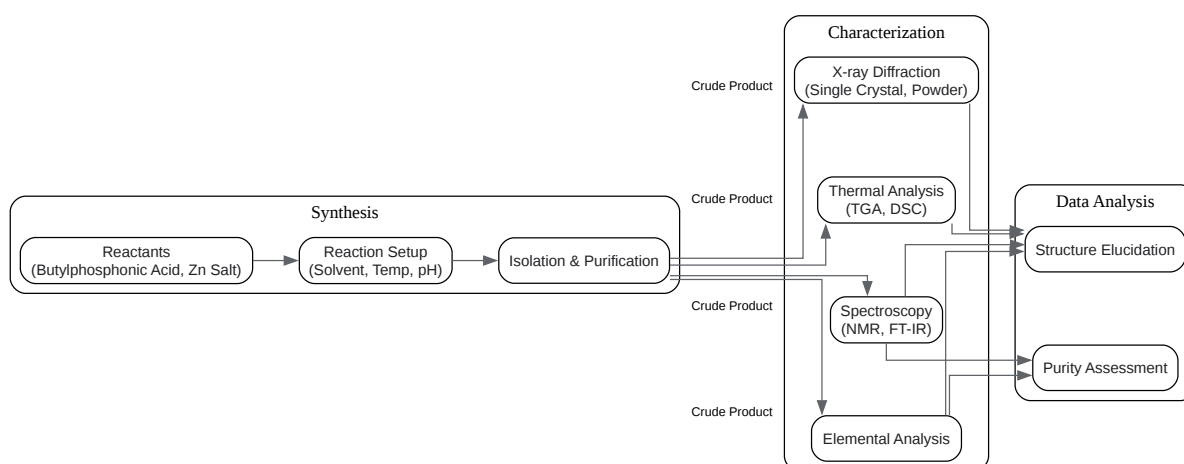 Characterization
Crude Product
X-ray Diffraction
(Single Crystal, Powder)
Crude Product
Thermal Analysis
(TGA, DSC)
Synthesis
Data Analysis
Reactants
(Butylphosphonic Acid, Zn Salt)
Reaction Setup
(Solvent, Temp, pH)
Isolation & Purification
Structure Elucidation
Crude Product
Spectroscopy
(NMR, FT-IR)
Purity Assessment
Crude Product
Elemental Analysis